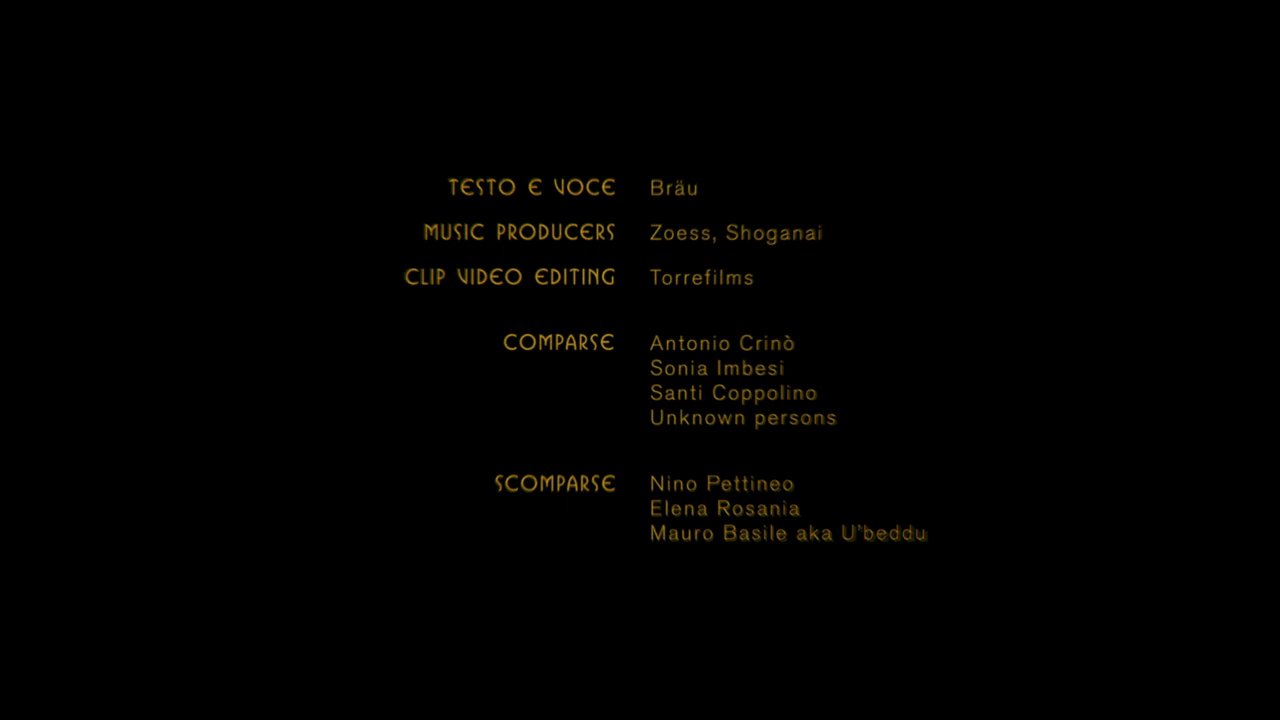 TESTO E VOCE Bräu
MUSIC PRODUCERS Zoess, Shoganai
CLIP VIDEO EDITING Torrefilms
COMPARSE Antonio Crinò
Sonia Imbesi
Santi Coppolino
Unknown persons
SCOMPARSE Nino Pettineo
Elena Rosania
Mauro Basile aka U'beddu